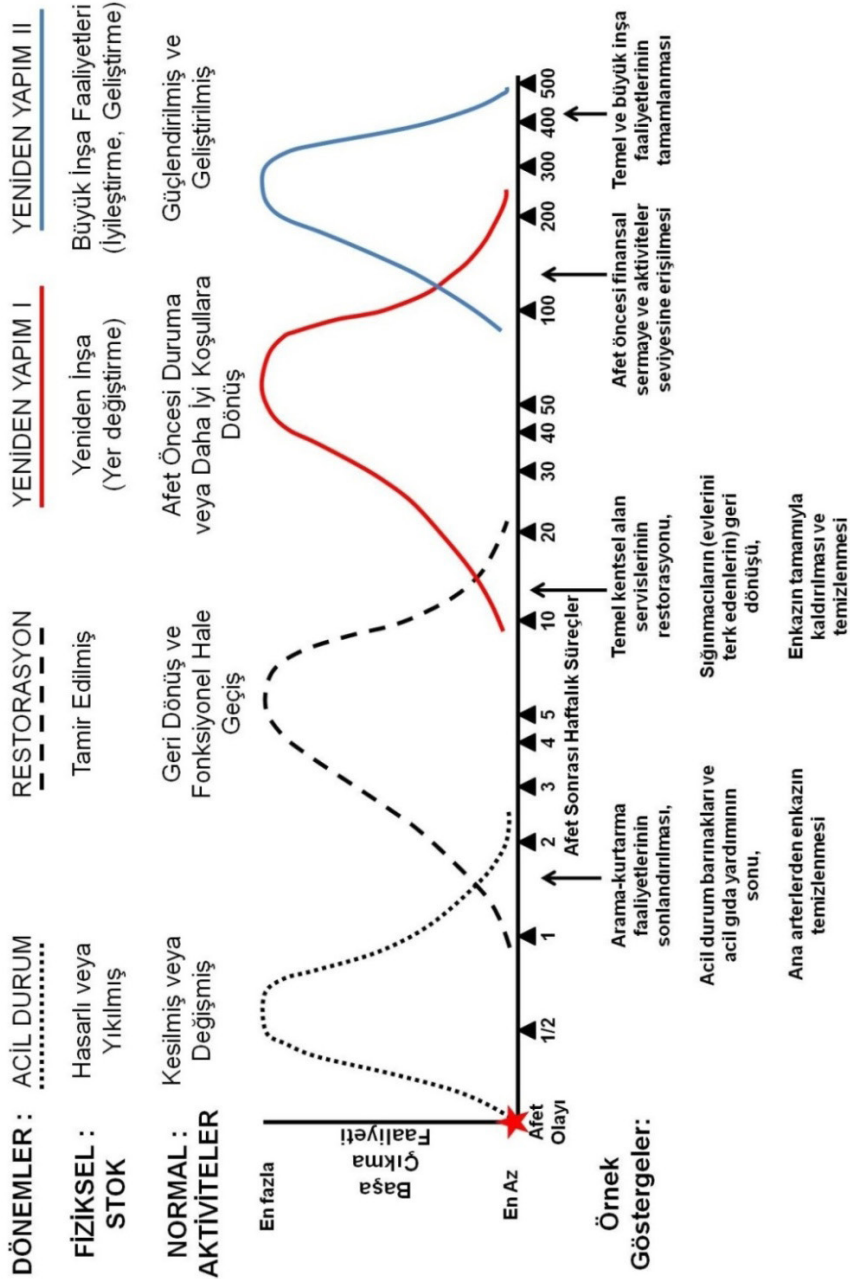 DÖNEMLER : ACİL DURUM RESTORASYON YENİDEN YAPIM I YENİDEN YAPIM II
FİZİKSEL :
STOK
Hasarlı veya
Yıkılmış
Tamir Edilmiş
Yeniden İnşa
(Yer değiştirme)
Büyük İnşa Faaliyetleri
(İyileştirme, Geliştirme)
NORMAL :
AKTİVİTELER
Kesilmiş veya
Değişmiş
Geri Dönüş ve
Fonksiyonel Hale
Geçiş
Afet Öncesi Duruma
veya Daha İyi Koşullara
Dönüş
Güçlendirilmiş ve
Geliştirilmiş
En fazla
Başa
Çıkma
Faaliyeti
En Az
Afet
Olayı
1/2 1 2 3 4 5 10 20 30 40 50 100 200 300 400 500
Afet Sonrası Haftalık Süreçler
Örnek
Göstergeler:
Arama-kurtarma
faaliyetlerinin
sonlandırılması,
Acil durum barınakları ve
acil gıda yardımının
sonu,
Ana arterlerden enkazın
temizlenmesi
Temel kentsel alan
servislerinin
restorasyonu,
Sığınmacıların (evlerini
terk edenlerin) geri
dönüşü,
Enkazın tamamıyla
kaldırılması ve
temizlenmesi
Afet öncesi finansal
sermaye ve aktiviteler
seviyesine erişilmesi
Temel ve büyük inşa
faaliyetlerinin
tamamlanması